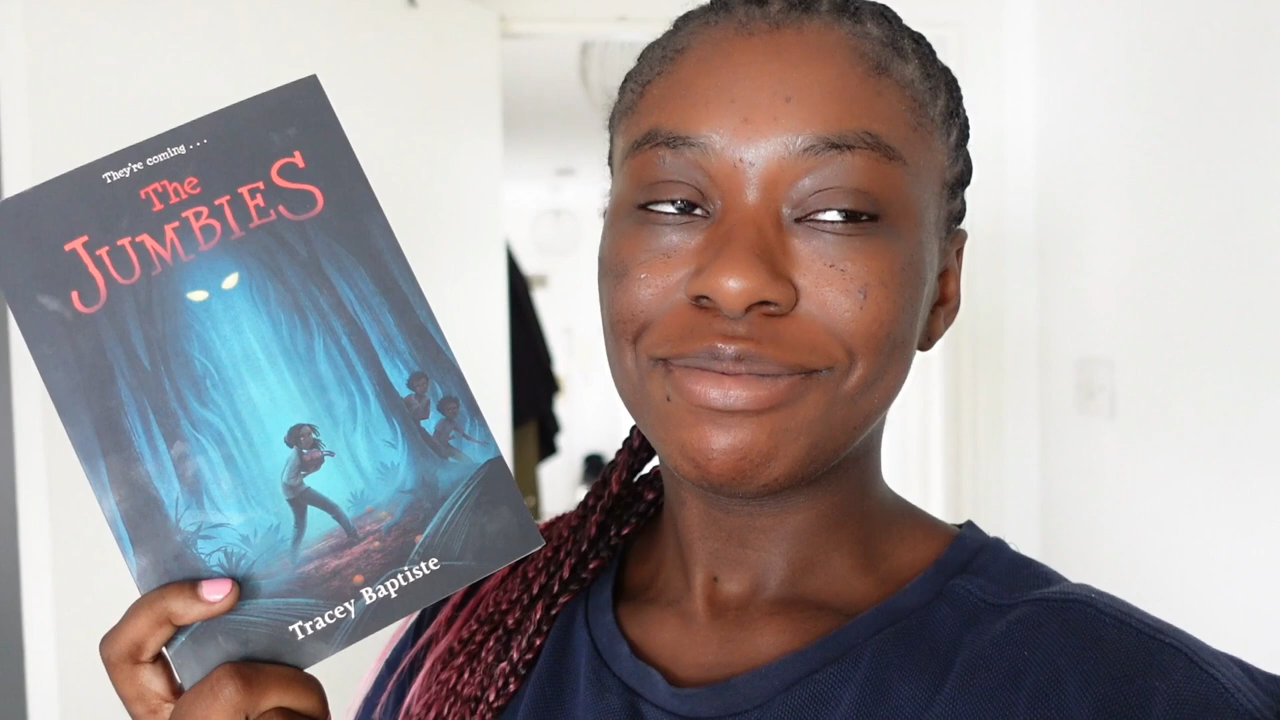 They're coming . . .
The
JUMBIES
Tracey Baptiste